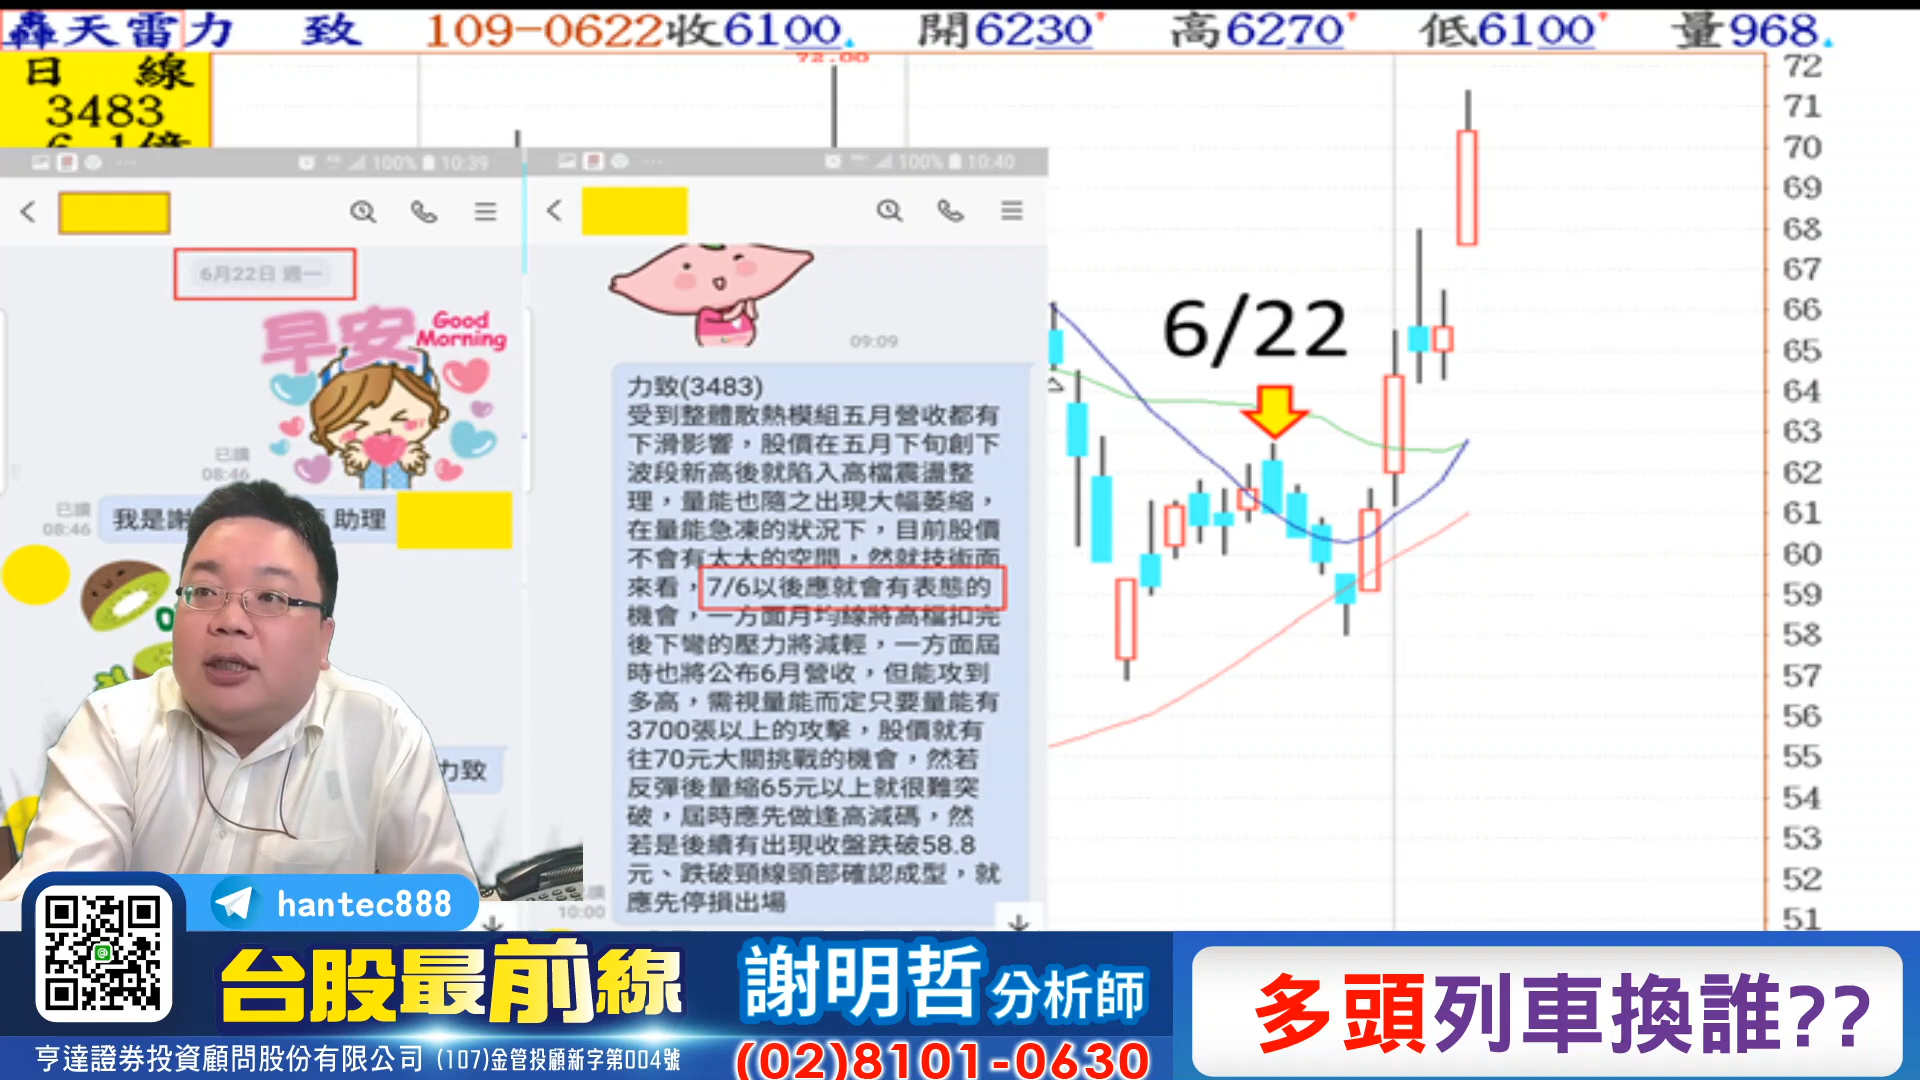 轟天雷力 致 109-0622收6100 開6230 高6270 低6100 量968
日 線
3483
6.1億
72.00
72
71
70
69
68
67
66
65
64
63
62
61
60
59
58
57
56
55
54
53
52
51
6/22
100% 10:39
6月22日 週一
早安 Good Morning
已讀
08:46
已讀
08:46
我是謝 助理
力致
100% 10:40
09:09
力致(3483)
受到整體散熱模組五月營收都有
下滑影響，股價在五月下旬創下
波段新高後就陷入高檔震盪整
理，量能也隨之出現大幅萎縮，
在量能急凍的狀況下，目前股價
不會有太大的空間，然就技術面
來看，7/6以後應就會有表態的
機會，一方面月均線將高檔扣完
後下彎的壓力將減輕，一方面屆
時也將公布6月營收，但能攻到
多高，需視量能而定只要量能有
3700張以上的攻擊，股價就有
往70元大關挑戰的機會，然若
反彈後量縮65元以上就很難突
破，屆時應先做逢高減碼，然
若是後續有出現收盤跌破58.8
元、跌破頸線頭部確認成型，就
應先停損出場
10:00
hantec888
台股最前線 謝明哲 分析師
亨達證券投資顧問股份有限公司 (107)金管投顧新字第004號
(02)8101-0630
多頭列車換誰??